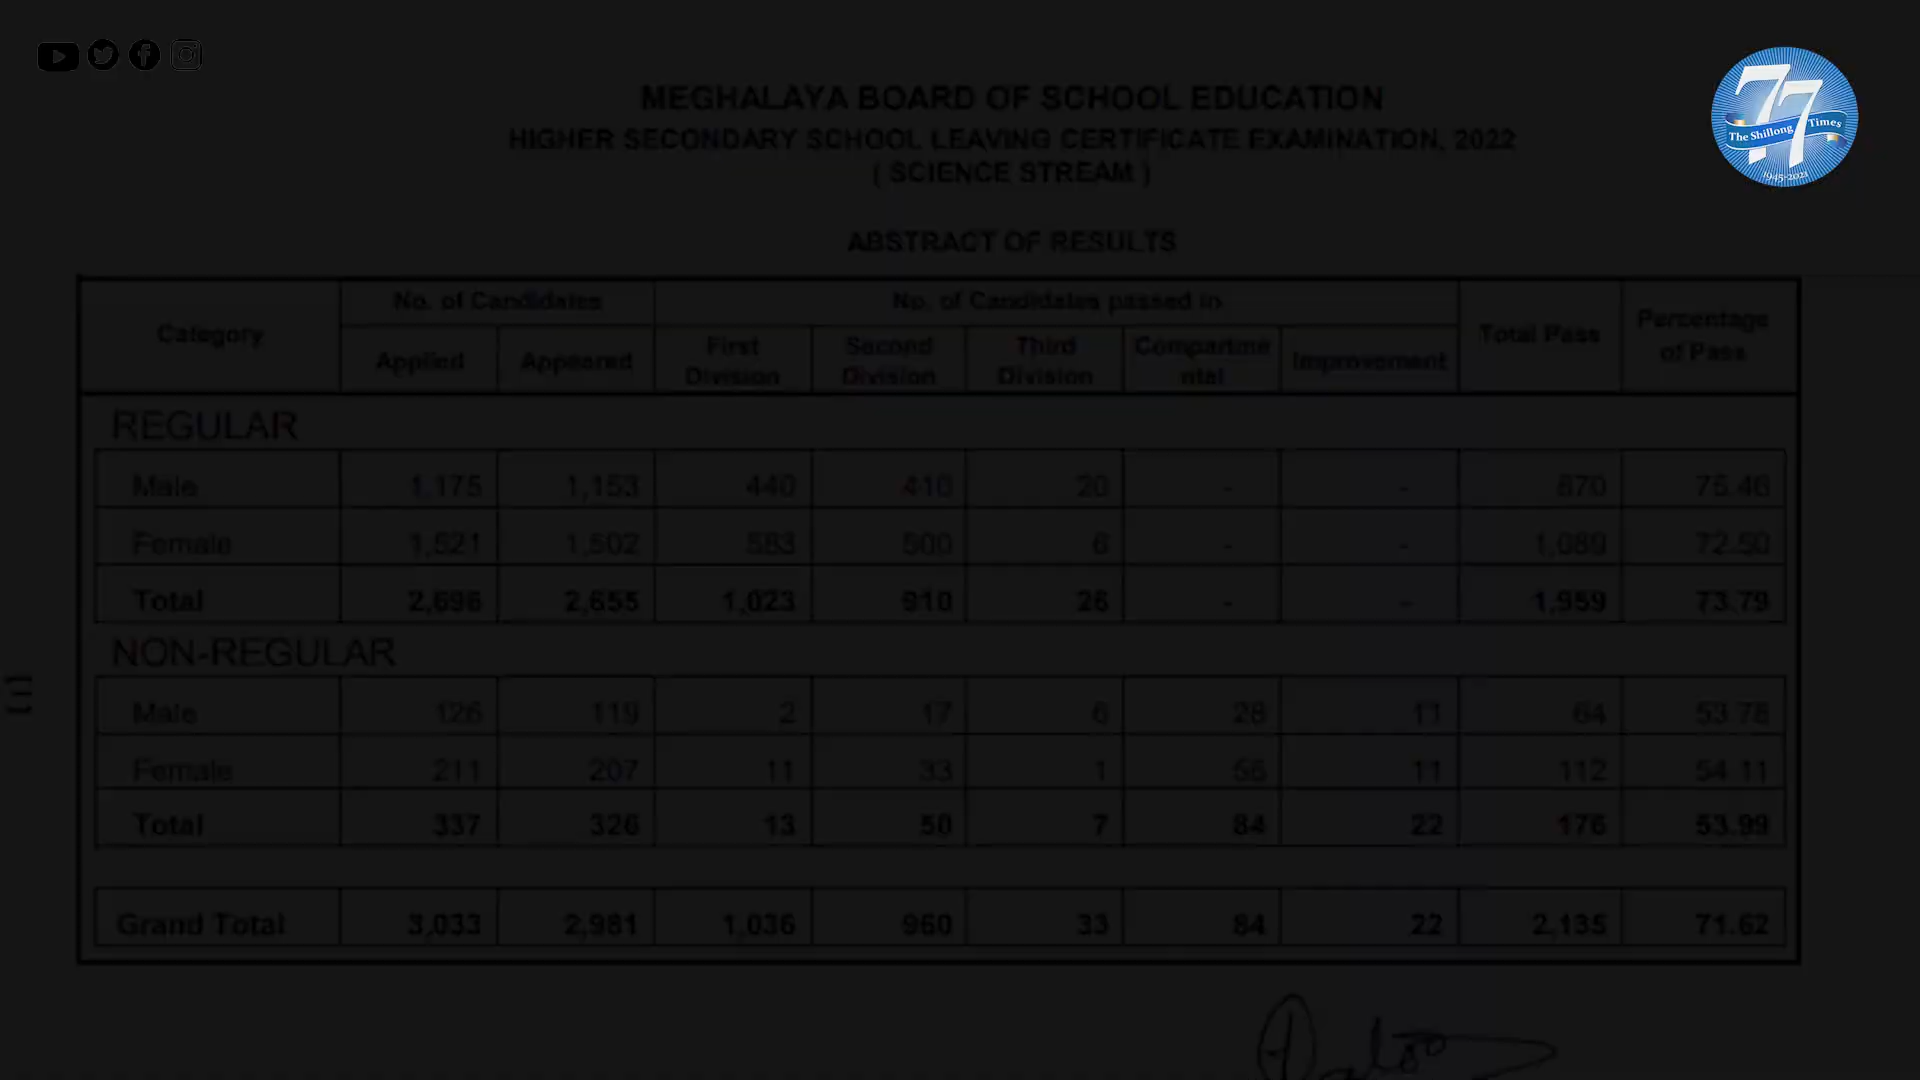 77
The Shillong Times
1945-2021
MEGHALAYA BOARD OF SCHOOL EDUCATION
HIGHER SECONDARY SCHOOL LEAVING CERTIFICATE EXAMINATION, 2022
( SCIENCE STREAM )
ABSTRACT OF RESULTS
Category No. of Candidates No. of Candidates passed in Total Pass Percentage of Pass
Applied Appeared First Division Second Division Third Division Compartmental Improvement
REGULAR
Male 1,175 1,153 440 410 20 - - 870 75.46
Female 1,521 1,502 583 500 6 - - 1,089 72.50
Total 2,696 2,655 1,023 910 26 - - 1,959 73.79
NON-REGULAR
Male 126 119 2 17 6 28 11 64 53.78
Female 211 207 11 33 1 56 11 112 54.11
Total 337 326 13 50 7 84 22 176 53.99
Grand Total 3,033 2,981 1,036 960 33 84 22 2,135 71.62